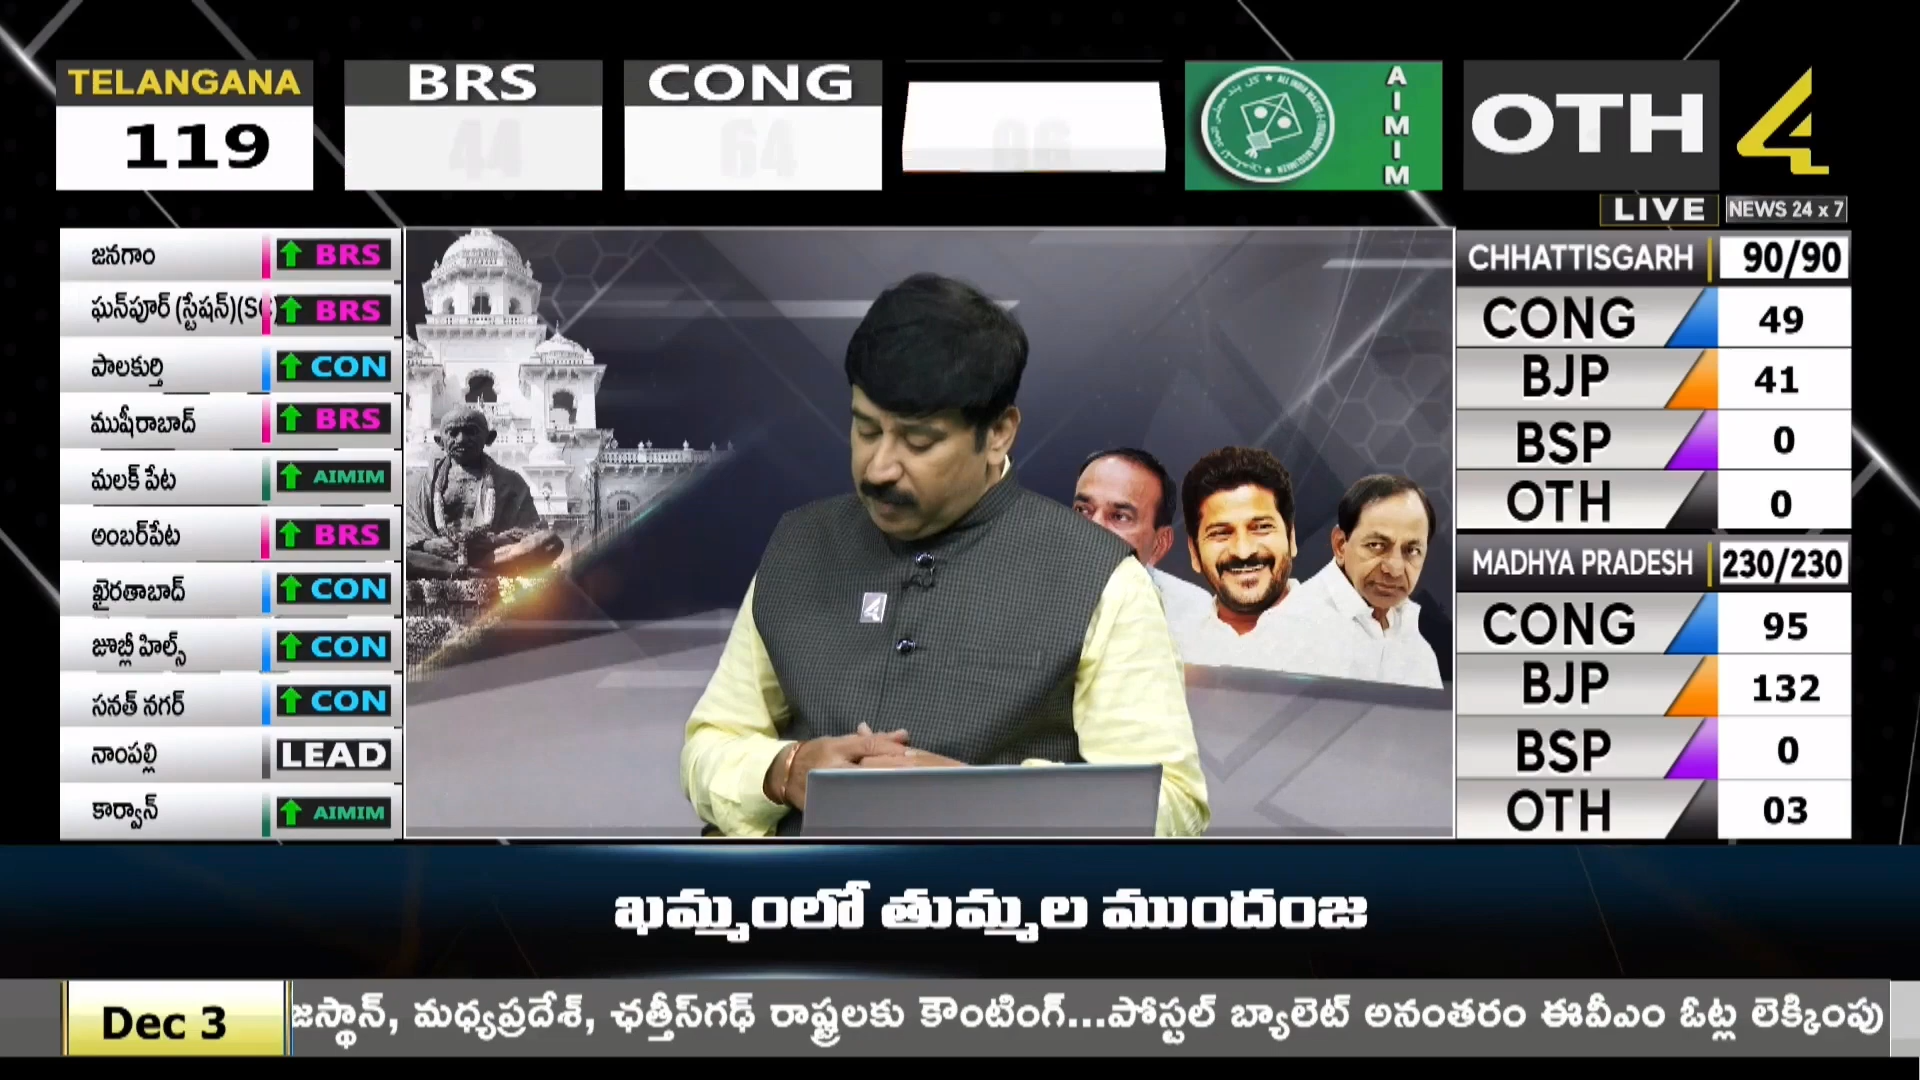 TELANGANA
119
BRS
44
CONG
64
AIMIM
OTH
4
LIVE
NEWS 24 x 7
జనగాం
BRS
ఘన్‌పూర్ (స్టేషన్)(SC)
BRS
పాలకుర్తి
CON
ముషీరాబాద్
BRS
మలక్ పేట
AIMIM
అంబర్‌పేట
BRS
ఖైరతాబాద్
CON
జూబ్లీ హిల్స్
CON
సనత్ నగర్
CON
నాంపల్లి
LEAD
కార్వాన్
AIMIM
CHHATTISGARH 90/90
CONG 49
BJP 41
BSP 0
OTH 0
MADHYA PRADESH 230/230
CONG 95
BJP 132
BSP 0
OTH 03
ఖమ్మంలో తుమ్మల ముందంజ
Dec 3
జస్థాన్, మధ్యప్రదేశ్, ఛత్తీస్‌గఢ్ రాష్ట్రలకు కౌంటింగ్...పోస్టల్ బ్యాలెట్ అనంతరం ఈవీఎం ఓట్ల లెక్కింపు